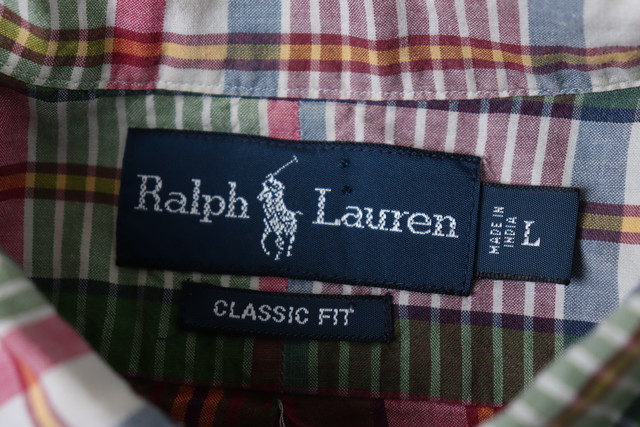 Ralph Lauren
MADE IN
INDIA
L
CLASSIC FIT